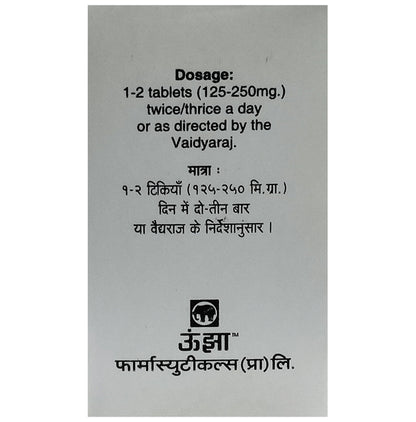 Dosage:
1-2 tablets (125-250mg.)
twice/thrice a day
or as directed by the
Vaidyaraj.
मात्रा :
१-२ टिकियाँ (१२५-२५० मि.ग्रा.)
दिन में दो-तीन बार
या वैद्यराज के निर्देशानुंसार ।
ऊंझा™
फार्मास्युटीकल्स (प्रा) लि.